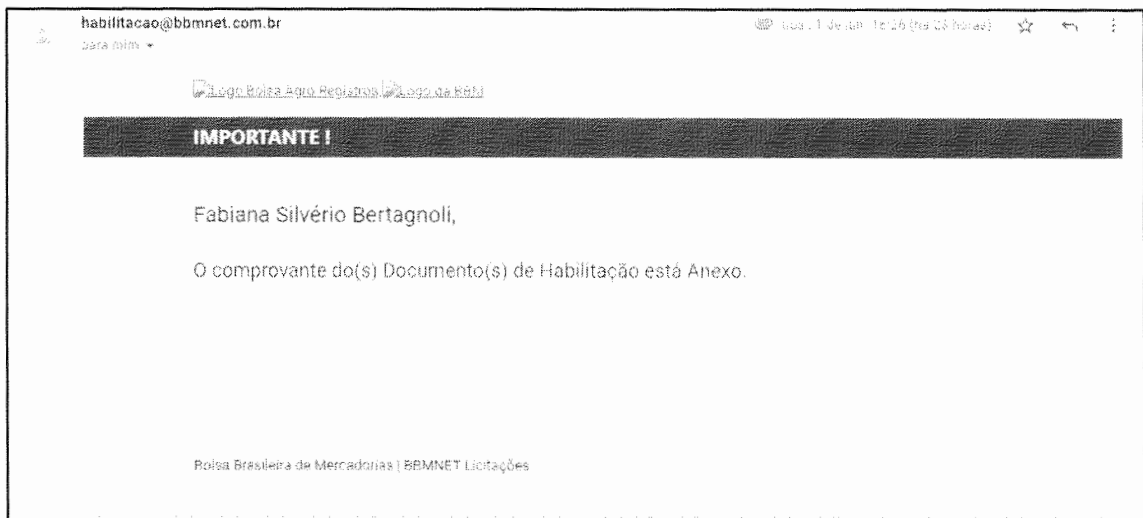 habilitacao@bbmnet.com.br
para mim
Logo Bolsa Agro Registros Logo da BBM
IMPORTANTE !
Fabiana Silvério Bertagnoli,
O comprovante do(s) Documento(s) de Habilitação está Anexo.
Bolsa Brasileira de Mercadorias | BBMNET Licitações